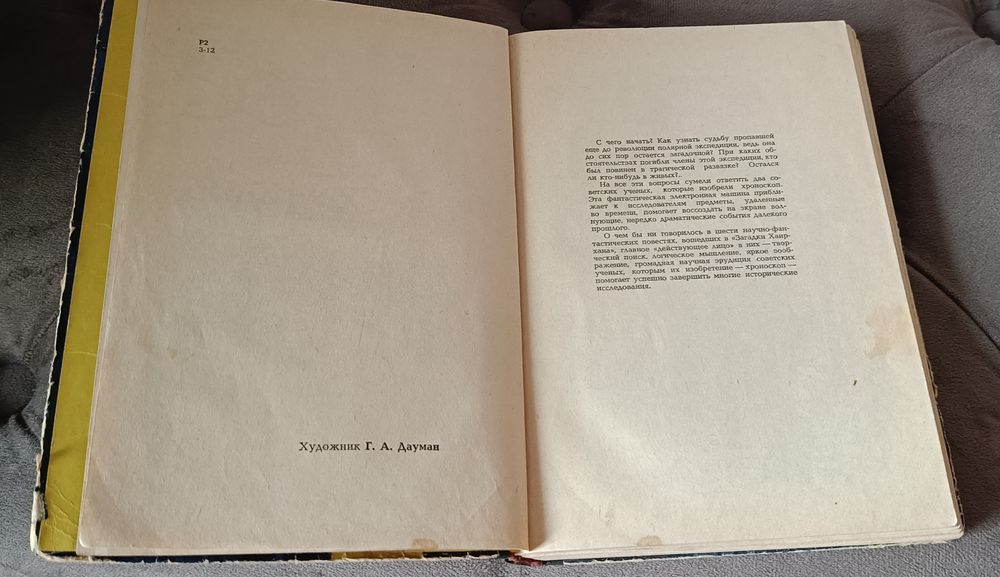 Р2
З-12
Художник Г. А. Дауман
С чего начать? Как узнать судьбу пропавшей
еще до революции полярной экспедиции, ведь она
до сих пор остается загадочной? При каких об-
стоятельствах погибли члены этой экспедиции, кто
был повинен в трагической развязке? Остался
ли кто-нибудь в живых?..
На все эти вопросы сумели ответить два со-
ветских ученых, которые изобрели хроноскоп.
Эта фантастическая электронная машина прибли-
жает к исследователям предметы, удаленные
во времени, помогает воссоздать на экране вол-
нующие, нередко драматические события далекого
прошлого.
О чем бы ни говорилось в шести научно-фан-
тастических повестях, вошедших в «Загадки Хаир-
хана», главное «действующее лицо» в них — твор-
ческий поиск, логическое мышление, яркое вооб-
ражение, громадная научная эрудиция советских
ученых, которым их изобретение — хроноскоп —
помогает успешно завершить многие исторические
исследования.